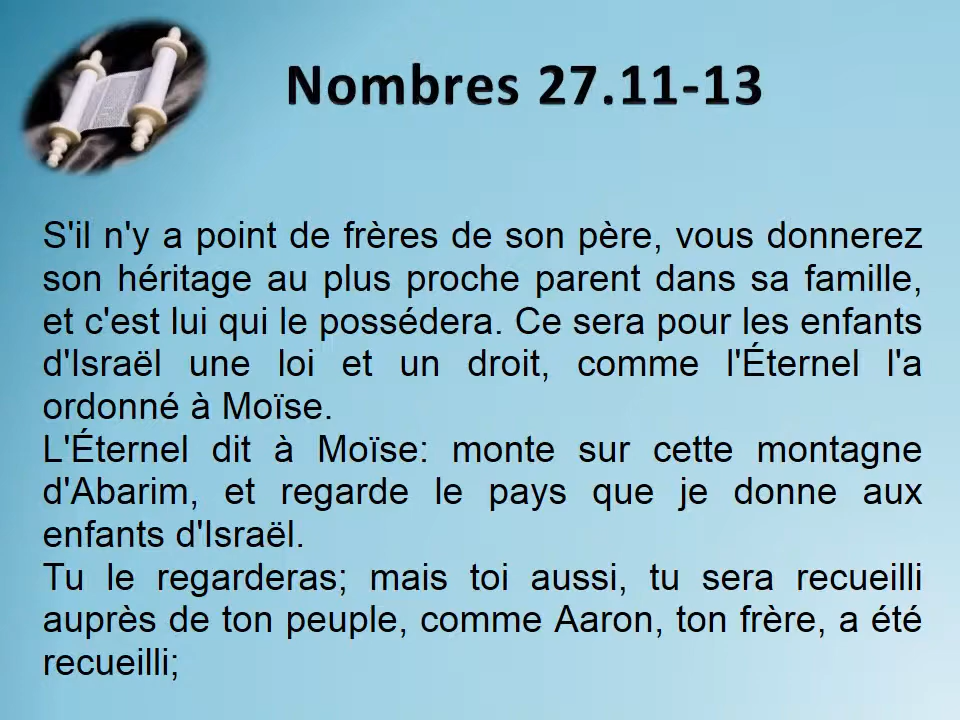 Nombres 27.11-13
S'il n'y a point de frères de son père, vous donnerez
son héritage au plus proche parent dans sa famille,
et c'est lui qui le possédera. Ce sera pour les enfants
d'Israël une loi et un droit, comme l'Éternel l'a
ordonné à Moïse.
L'Éternel dit à Moïse: monte sur cette montagne
d'Abarim, et regarde le pays que je donne aux
enfants d'Israël.
Tu le regarderas; mais toi aussi, tu sera recueilli
auprès de ton peuple, comme Aaron, ton frère, a été
recueilli;